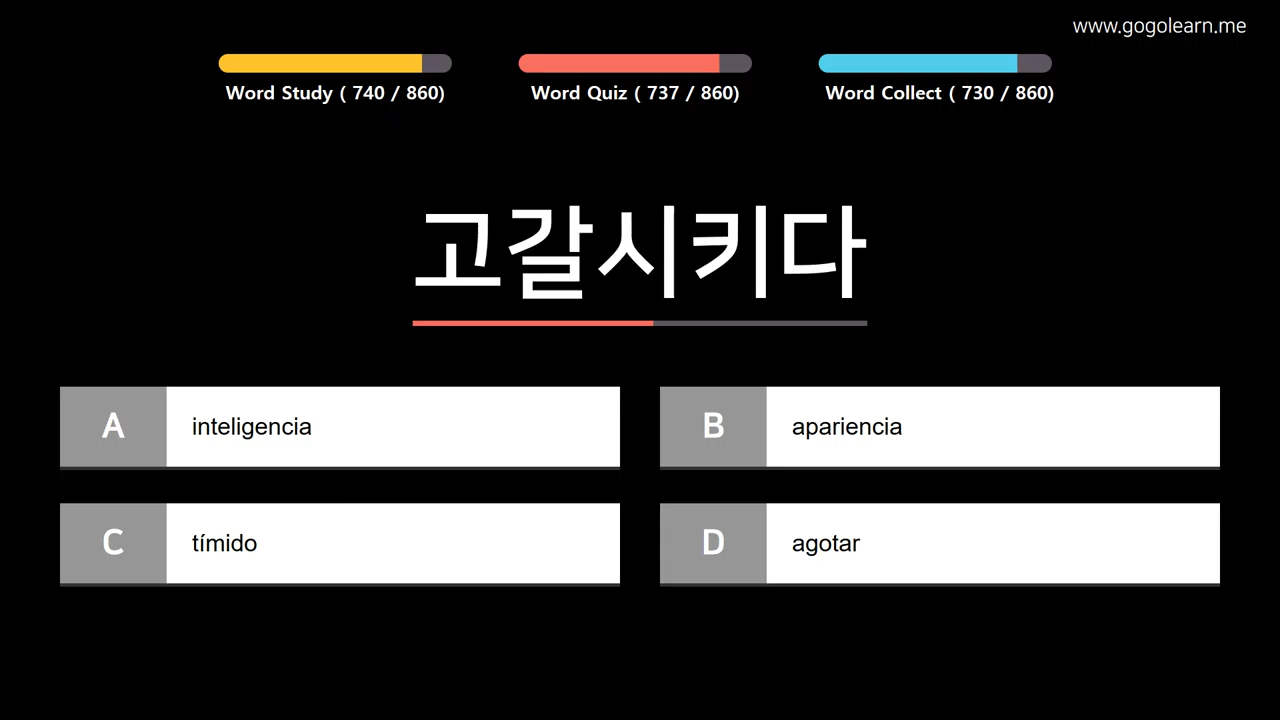 www.gogolearn.me
Word Study ( 740 / 860)
Word Quiz ( 737 / 860)
Word Collect ( 730 / 860)
고갈시키다
A inteligencia
B apariencia
C tímido
D agotar